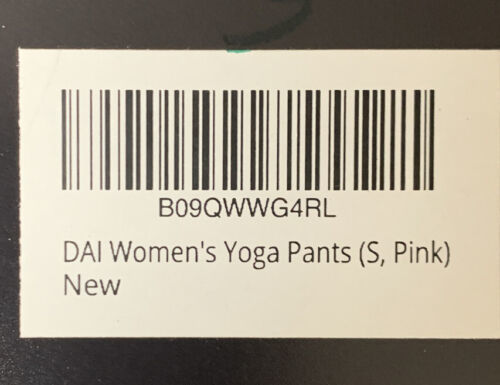 B09QWWG4RL
DAI Women's Yoga Pants (S, Pink)
New